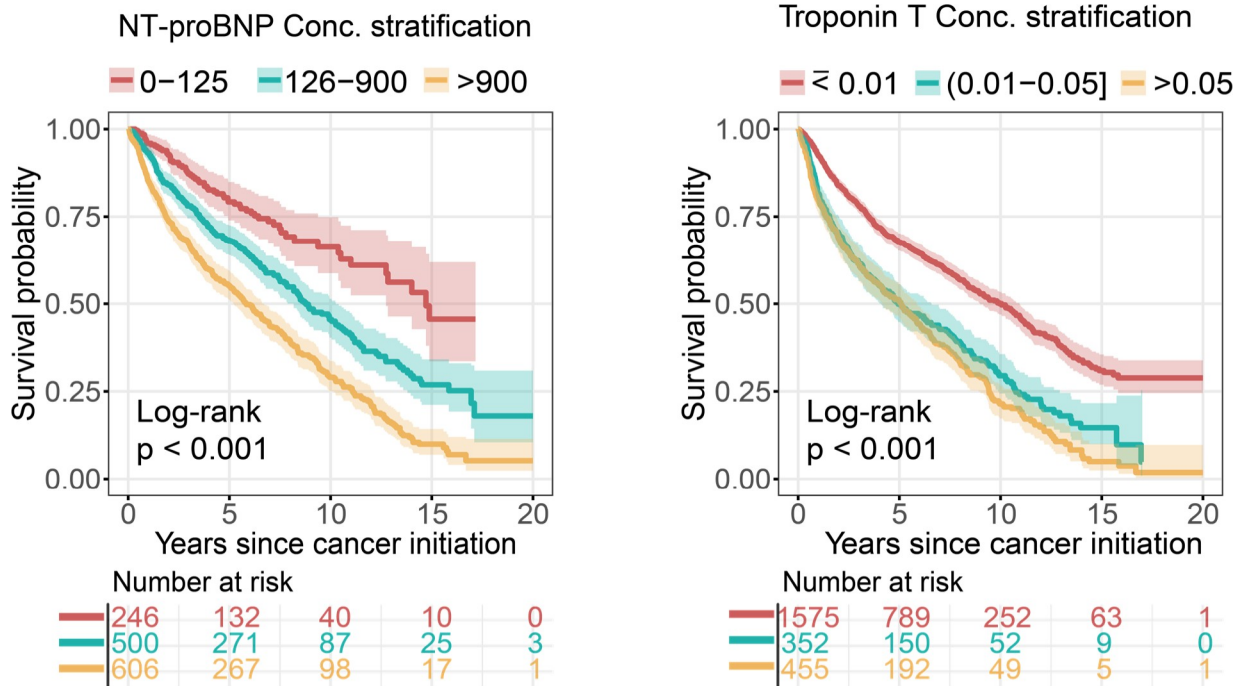 NT-proBNP Conc. stratification
0−125 126−900 >900
1.00
0.75
0.50
0.25
0.00
Survival probability
Log-rank
p < 0.001
0 5 10 15 20
Years since cancer initiation
Number at risk
246 132 40 10 0
500 271 87 25 3
606 267 98 17 1
Troponin T Conc. stratification
≤ 0.01 (0.01−0.05] >0.05
1.00
0.75
0.50
0.25
0.00
Survival probability
Log-rank
p < 0.001
0 5 10 15 20
Years since cancer initiation
Number at risk
1575 789 252 63 1
352 150 52 9 0
455 192 49 5 1